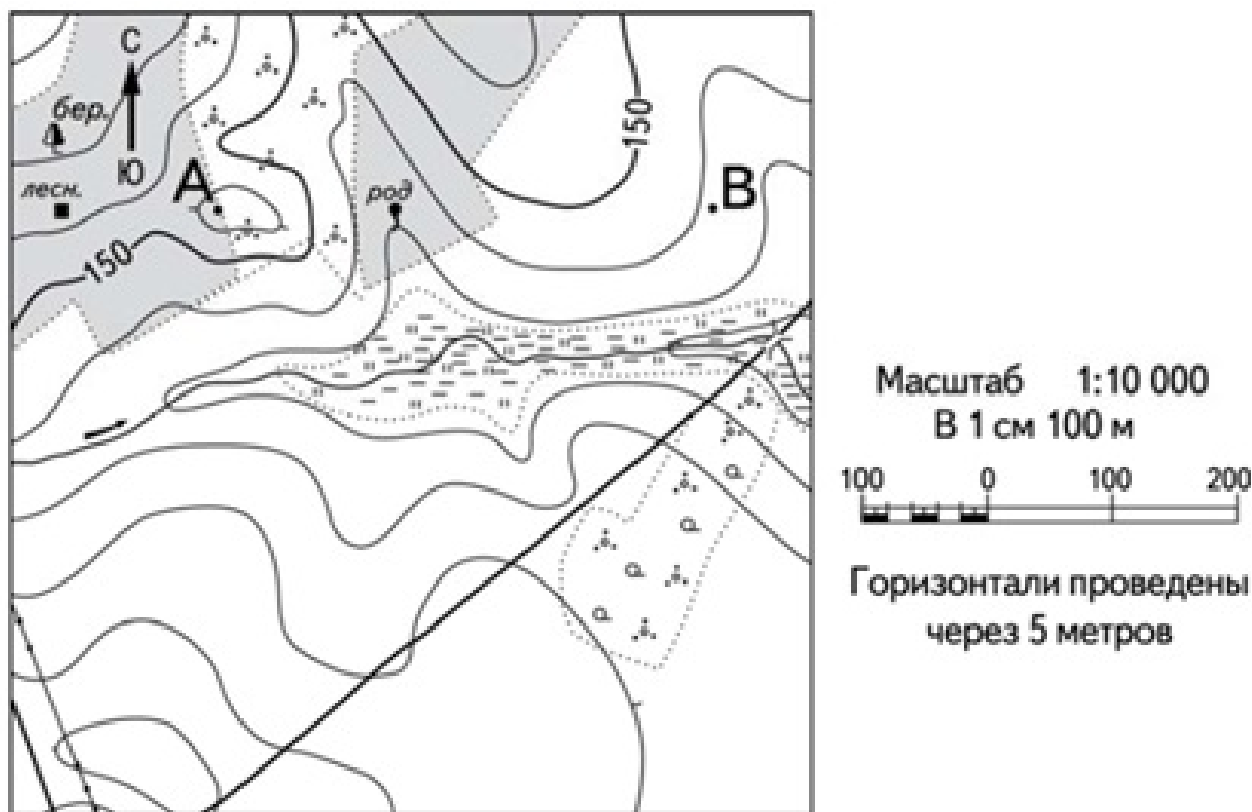 С
бер.
Ю
лесн.
А
род
150
В
150
Масштаб 1:10 000
В 1 см 100 м
100 0 100 200
Горизонтали проведены
через 5 метров